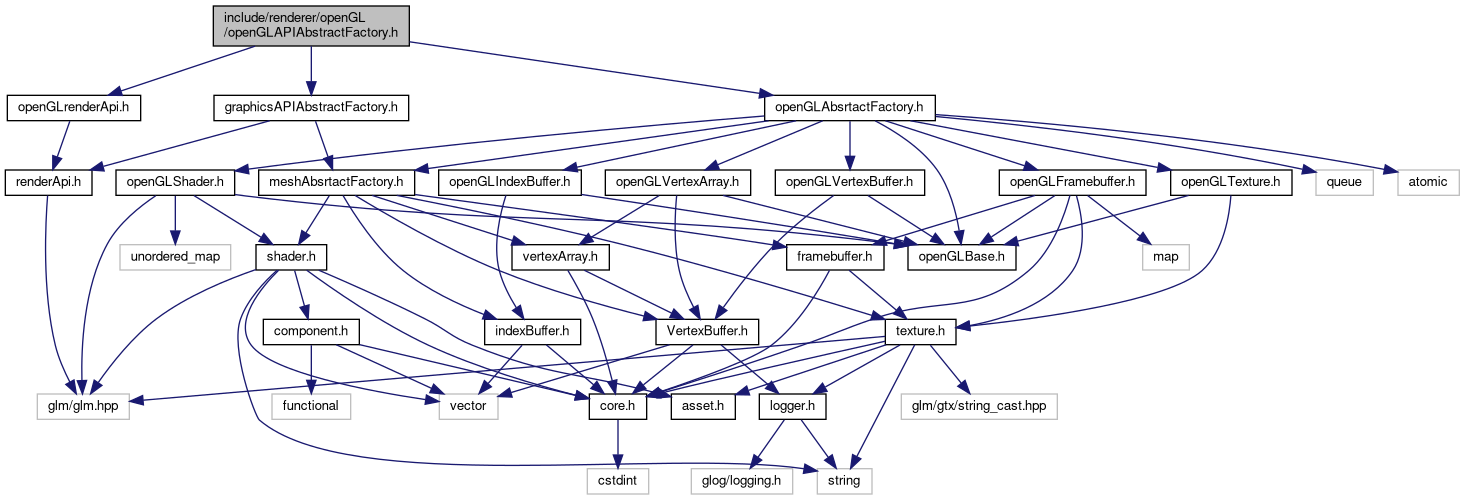 include/renderer/openGL
/openGLAPIAbstractFactory.h
openGLrenderApi.h
graphicsAPIAbstractFactory.h
openGLAbsrtactFactory.h
renderApi.h
openGLShader.h
meshAbsrtactFactory.h
openGLIndexBuffer.h
openGLVertexArray.h
openGLVertexBuffer.h
openGLFramebuffer.h
openGLTexture.h
queue
atomic
unordered_map
shader.h
vertexArray.h
framebuffer.h
openGLBase.h
map
component.h
indexBuffer.h
VertexBuffer.h
texture.h
glm/glm.hpp
functional
vector
core.h
asset.h
logger.h
glm/gtx/string_cast.hpp
cstdint
glog/logging.h
string